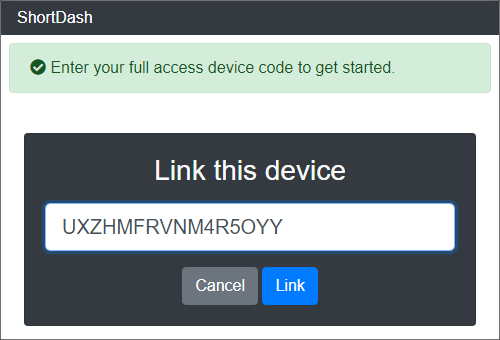 ShortDash
Enter your full access device code to get started.
Link this device
UXZHMFRVNM4R5OYY
Cancel
Link